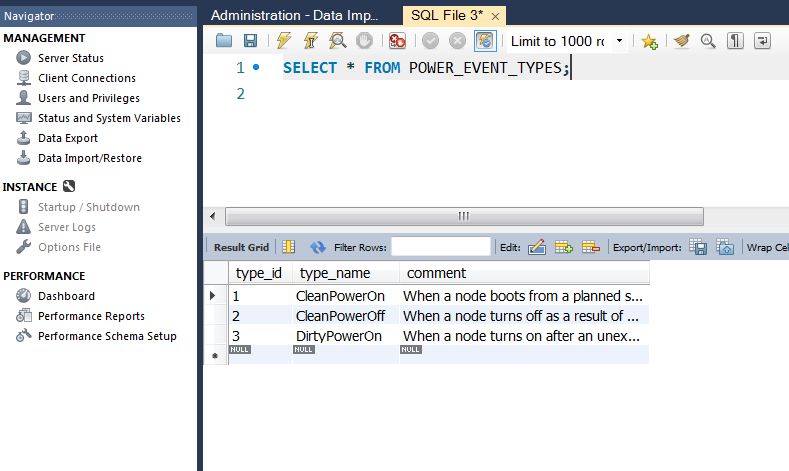 Navigator
MANAGEMENT
Server Status
Client Connections
Users and Privileges
Status and System Variables
Data Export
Data Import/Restore
INSTANCE
Startup / Shutdown
Server Logs
Options File
PERFORMANCE
Dashboard
Performance Reports
Performance Schema Setup
Administration - Data Imp... SQL File 3* ×
Limit to 1000 r
1 SELECT * FROM POWER_EVENT_TYPES;
2
Result Grid Filter Rows: Edit: Export/Import: Wrap Cel
type_id type_name comment
1 CleanPowerOn When a node boots from a planned s...
2 CleanPowerOff When a node turns off as a result of ...
3 DirtyPowerOn When a node turns on after an unex...
NULL NULL NULL